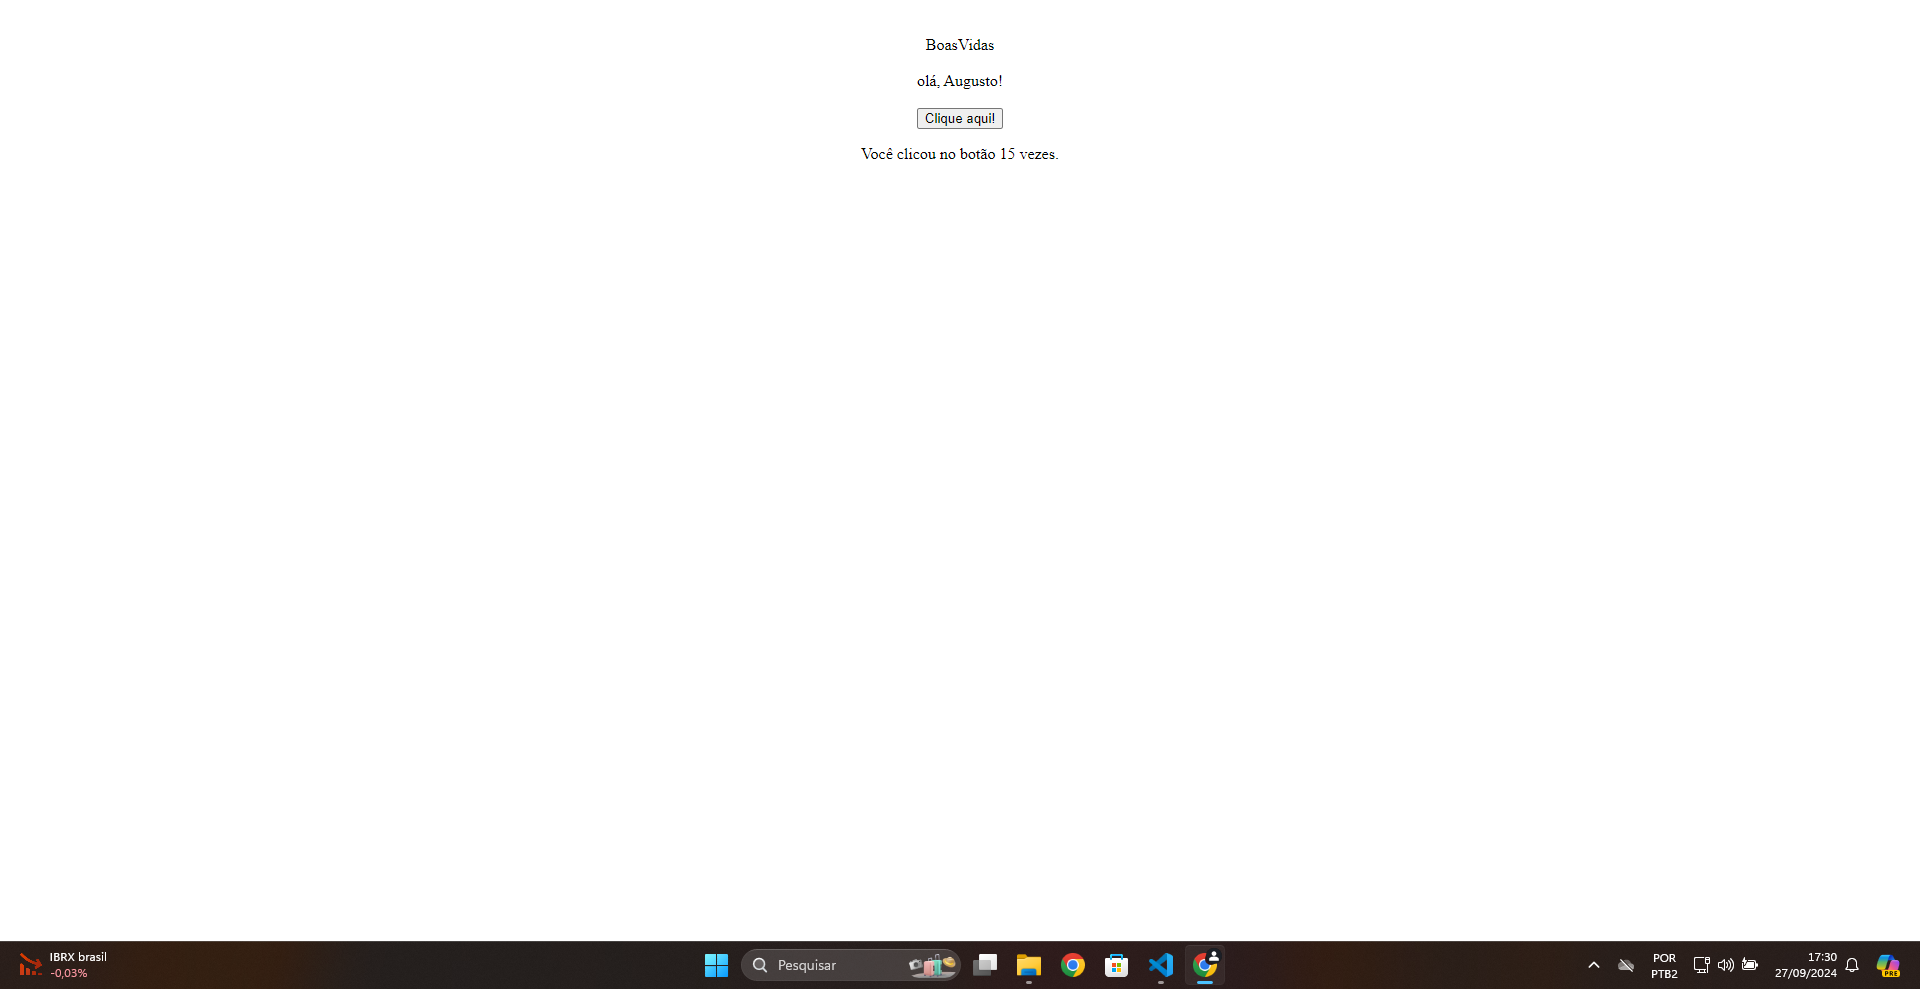 BoasVidas
olá, Augusto!
Clique aqui!
Você clicou no botão 15 vezes.
IBRX brasil
-0,03%
Pesquisar
POR
PTB2
17:30
27/09/2024
PRE